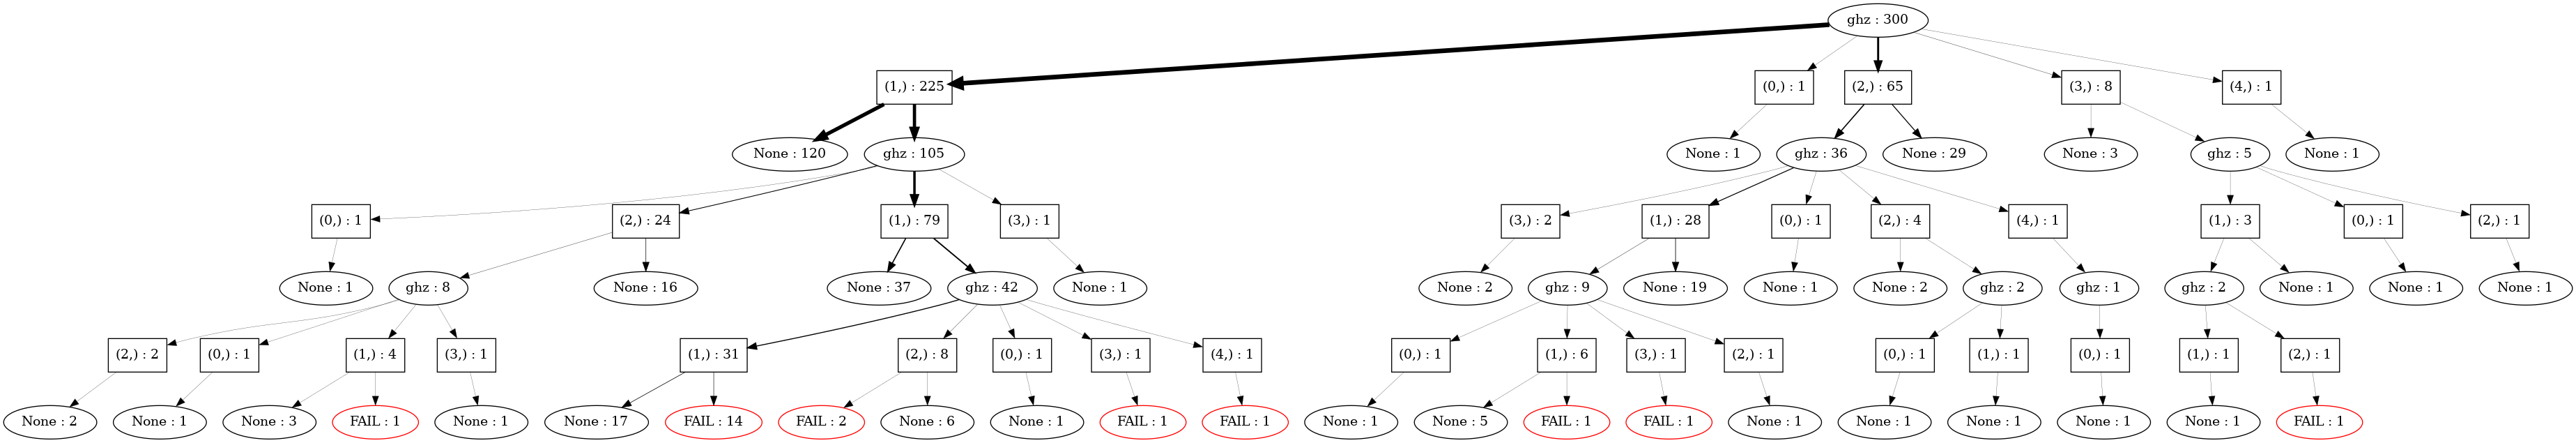 ghz : 300
(1,) : 225
(0,) : 1
(2,) : 65
(3,) : 8
(4,) : 1
None : 120
ghz : 105
None : 1
ghz : 36
None : 29
None : 3
ghz : 5
None : 1
(0,) : 1
(2,) : 24
(1,) : 79
(3,) : 1
(3,) : 2
(1,) : 28
(0,) : 1
(2,) : 4
(4,) : 1
(1,) : 3
(0,) : 1
(2,) : 1
None : 1
ghz : 8
None : 16
None : 37
ghz : 42
None : 1
None : 2
ghz : 9
None : 19
None : 1
None : 2
ghz : 2
ghz : 1
ghz : 2
None : 1
None : 1
None : 1
(2,) : 2
(0,) : 1
(1,) : 4
(3,) : 1
(1,) : 31
(2,) : 8
(0,) : 1
(3,) : 1
(4,) : 1
(0,) : 1
(1,) : 6
(3,) : 1
(2,) : 1
(0,) : 1
(1,) : 1
(0,) : 1
(1,) : 1
(2,) : 1
None : 2
None : 1
None : 3
FAIL : 1
None : 1
None : 17
FAIL : 14
FAIL : 2
None : 6
None : 1
FAIL : 1
FAIL : 1
None : 1
None : 5
FAIL : 1
FAIL : 1
None : 1
None : 1
None : 1
None : 1
None : 1
FAIL : 1